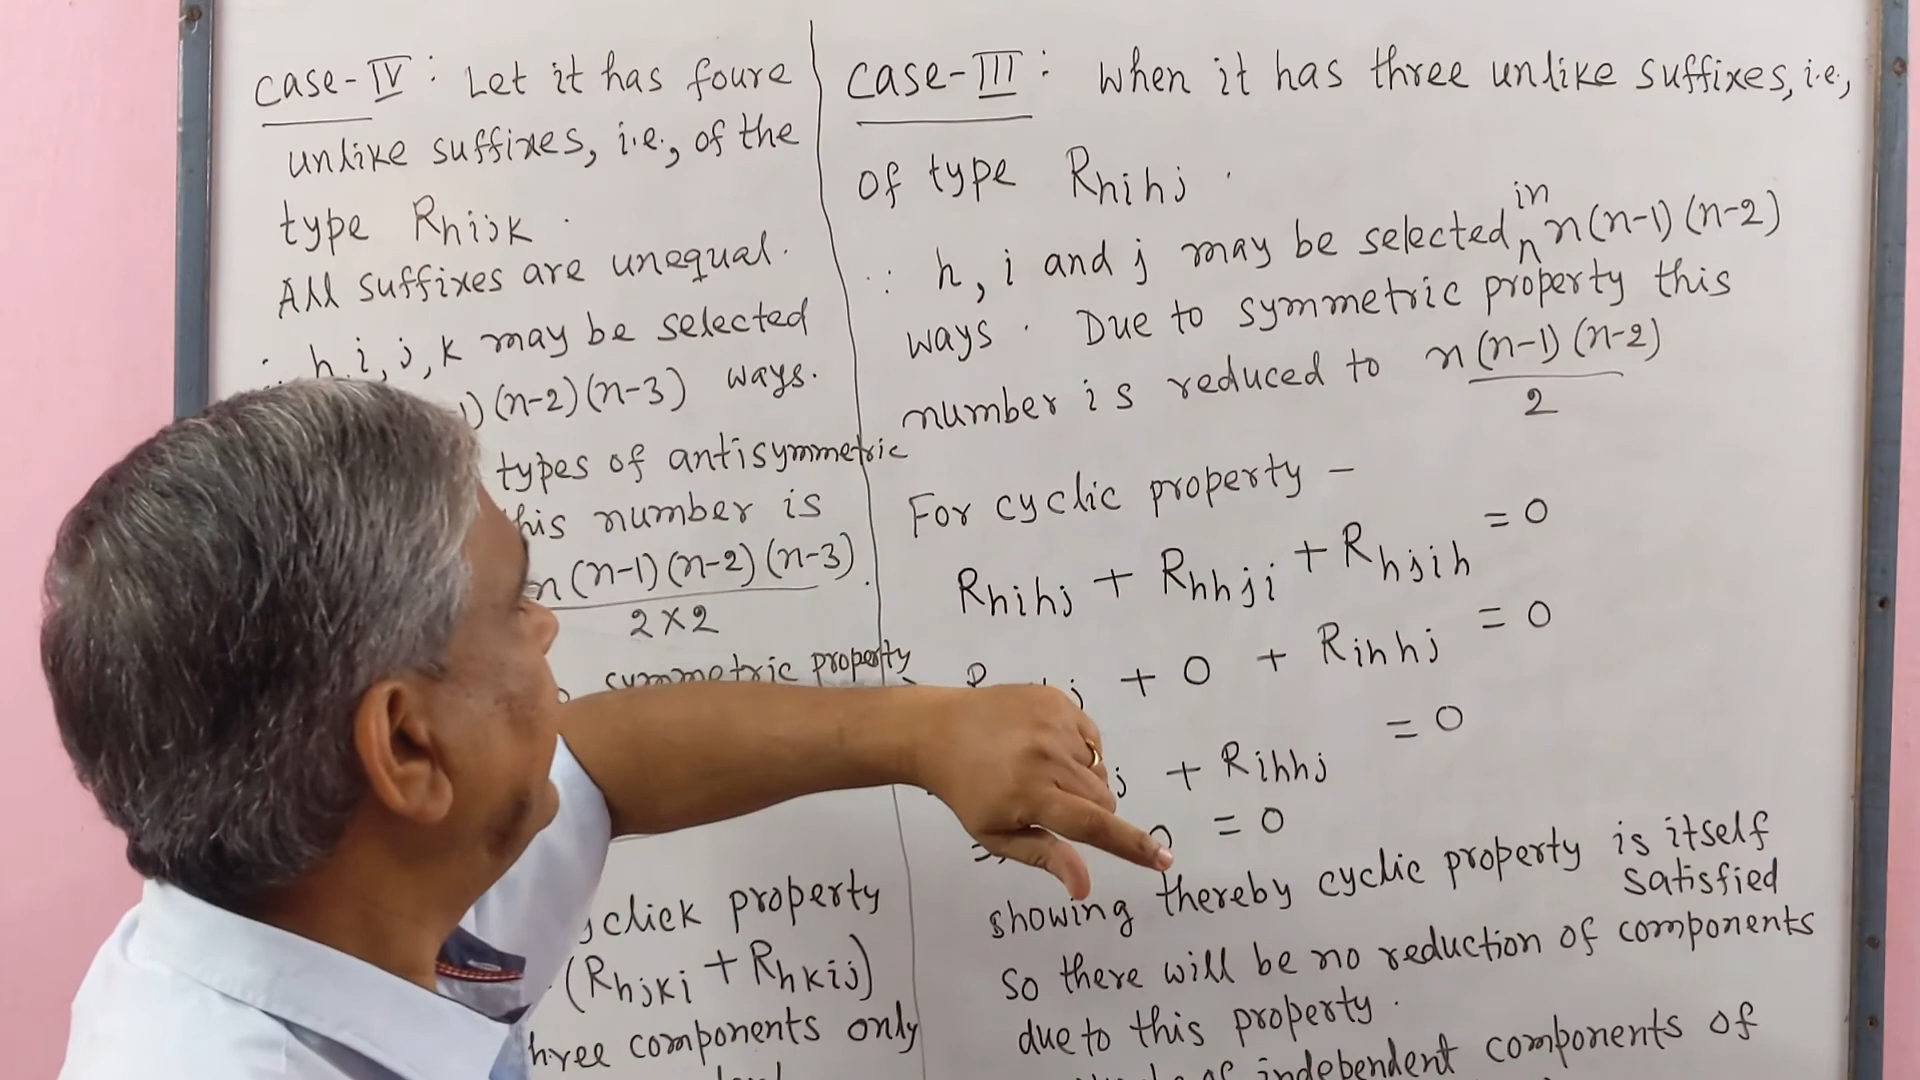 case-IV : Let it has foure
unlike suffixes, i.e., of the
type Rhijk .
All suffixes are unequal.
∴ h, i, j, k may be selected
) (n-2) (n-3) ways.
types of antisymmetric
this number is
n (n-1) (n-2) (n-3) .
2×2
symmetric property
property
(Rhjki + Rhkij)
three components only
case-III : when it has three unlike suffixes, i.e.,
of type Rhihj .
∵ h, i and j may be selected in n n(n-1) (n-2)
ways . Due to symmetric property this
number is reduced to n (n-1) (n-2)
2
For cyclic property –
Rhihj + Rhhji + Rhjih = 0
+ 0 + Rihhj = 0
j + Rihhj = 0
0 = 0
showing thereby cyclic property is itself
satisfied
so there will be no reduction of components
due to this property .
independent components of